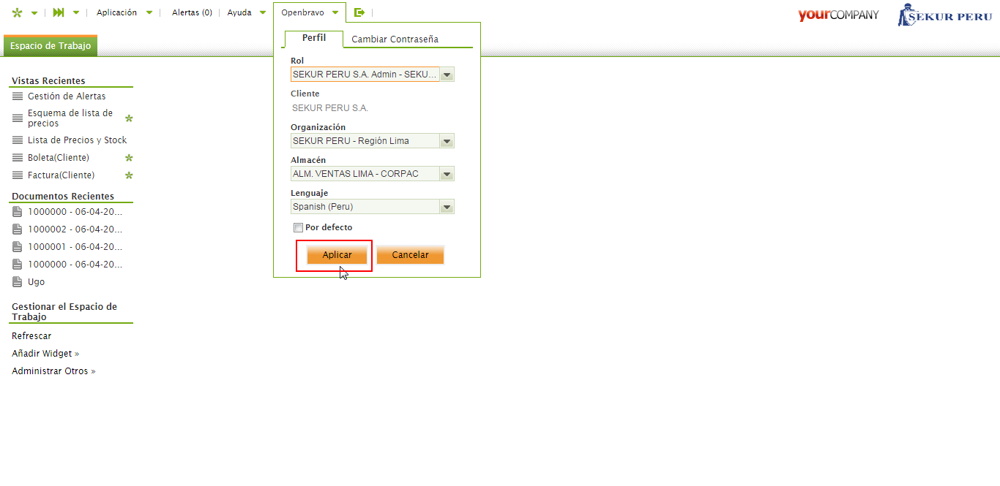 Aplicación
Alertas (0)
Ayuda
Openbravo
yourCOMPANY
SEKUR PERU
Espacio de Trabajo
Perfil
Cambiar Contraseña
Rol
SEKUR PERU S.A. Admin - SEKU...
Cliente
SEKUR PERU S.A.
Organización
SEKUR PERU - Región Lima
Almacén
ALM. VENTAS LIMA - CORPAC
Lenguaje
Spanish (Peru)
Por defecto
Aplicar
Cancelar
Vistas Recientes
Gestión de Alertas
Esquema de lista de
precios
Lista de Precios y Stock
Boleta(Cliente)
Factura(Cliente)
Documentos Recientes
1000000 - 06-04-20...
1000002 - 06-04-20...
1000001 - 06-04-20...
1000000 - 06-04-20...
Ugo
Gestionar el Espacio de
Trabajo
Refrescar
Añadir Widget »
Administrar Otros »